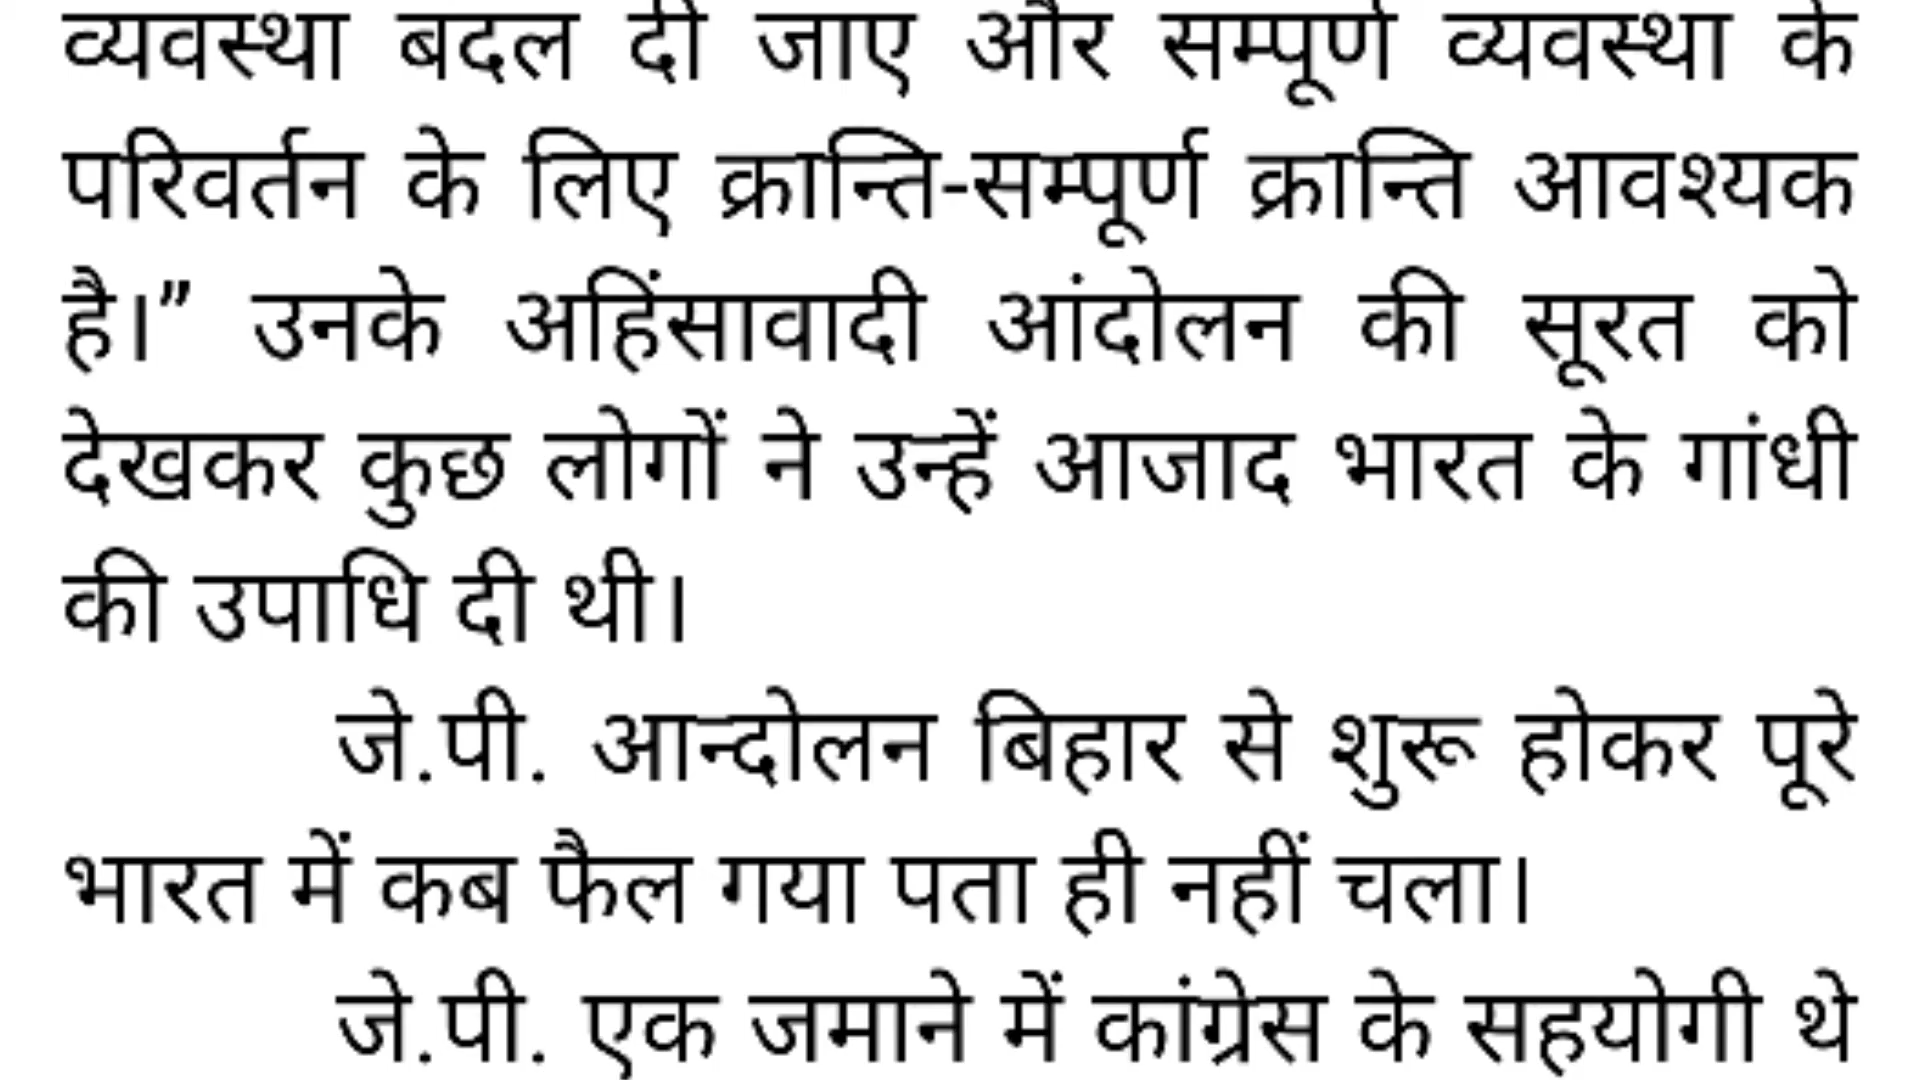 व्यवस्था बदल दी जाए और सम्पूर्ण व्यवस्था के
परिवर्तन के लिए क्रान्ति-सम्पूर्ण क्रान्ति आवश्यक
है।” उनके अहिंसावादी आंदोलन की सूरत को
देखकर कुछ लोगों ने उन्हें आजाद भारत के गांधी
की उपाधि दी थी।
जे.पी. आन्दोलन बिहार से शुरू होकर पूरे
भारत में कब फैल गया पता ही नहीं चला।
जे.पी. एक जमाने में कांग्रेस के सहयोगी थे